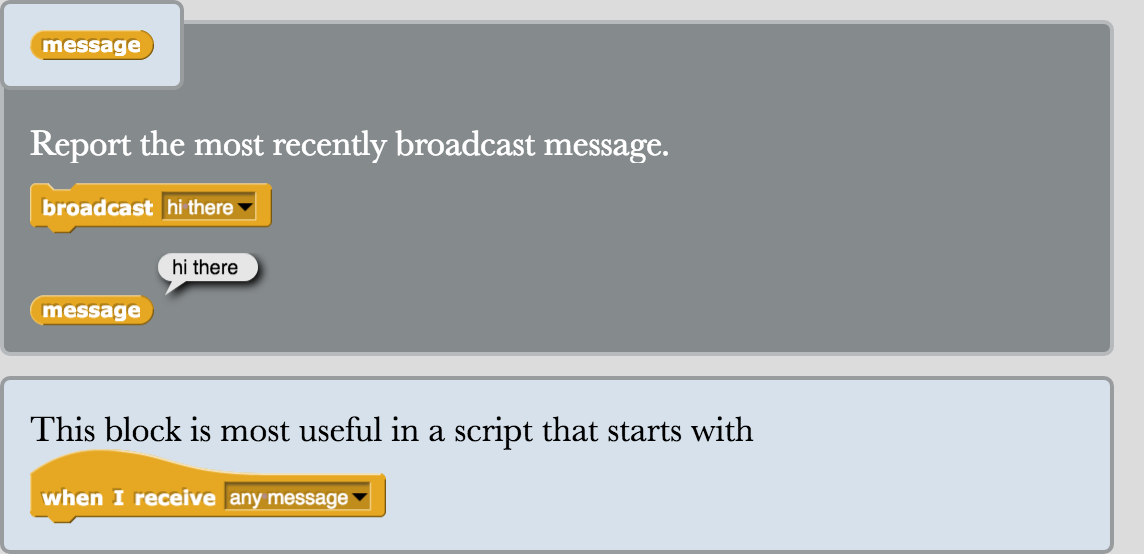 message
Report the most recently broadcast message.
broadcast hi there
hi there
message
This block is most useful in a script that starts with
when I receive any message